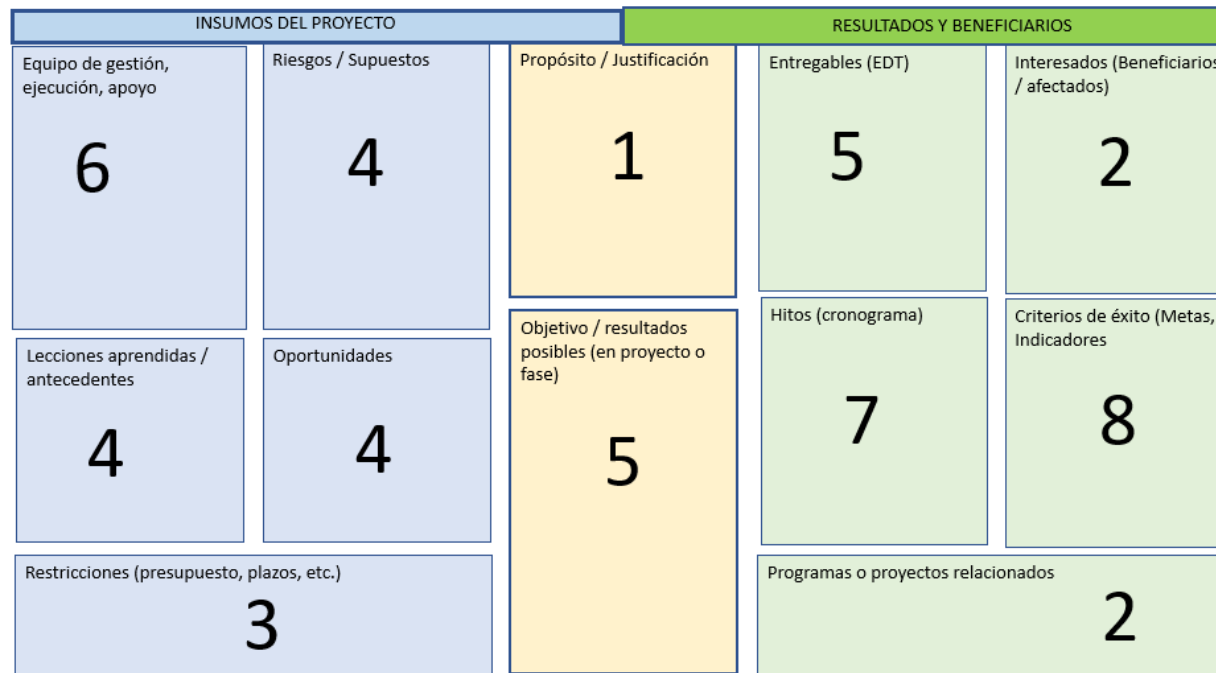 INSUMOS DEL PROYECTO
RESULTADOS Y BENEFICIARIOS
Equipo de gestión,
ejecución, apoyo
6
Riesgos / Supuestos
4
Propósito / Justificación
1
Entregables (EDT)
5
Interesados (Beneficiarios
/ afectados)
2
Lecciones aprendidas /
antecedentes
4
Oportunidades
4
Objetivo / resultados
posibles (en proyecto o
fase)
5
Hitos (cronograma)
7
Criterios de éxito (Metas,
Indicadores
8
Restricciones (presupuesto, plazos, etc.)
3
Programas o proyectos relacionados
2